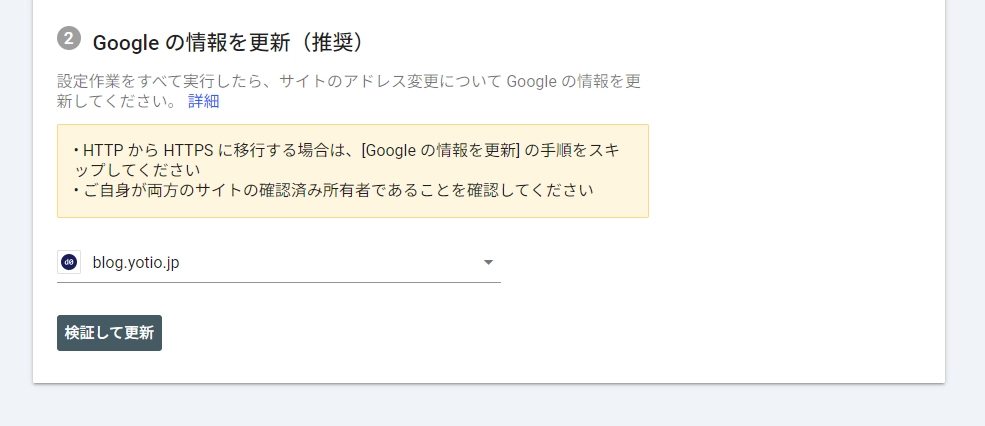 2 Google の情報を更新（推奨）
設定作業をすべて実行したら、サイトのアドレス変更について Google の情報を更
新してください。 詳細
・HTTP から HTTPS に移行する場合は、[Google の情報を更新] の手順をスキ
ップしてください
・ご自身が両方のサイトの確認済み所有者であることを確認してください
d0 blog.yotio.jp
検証して更新